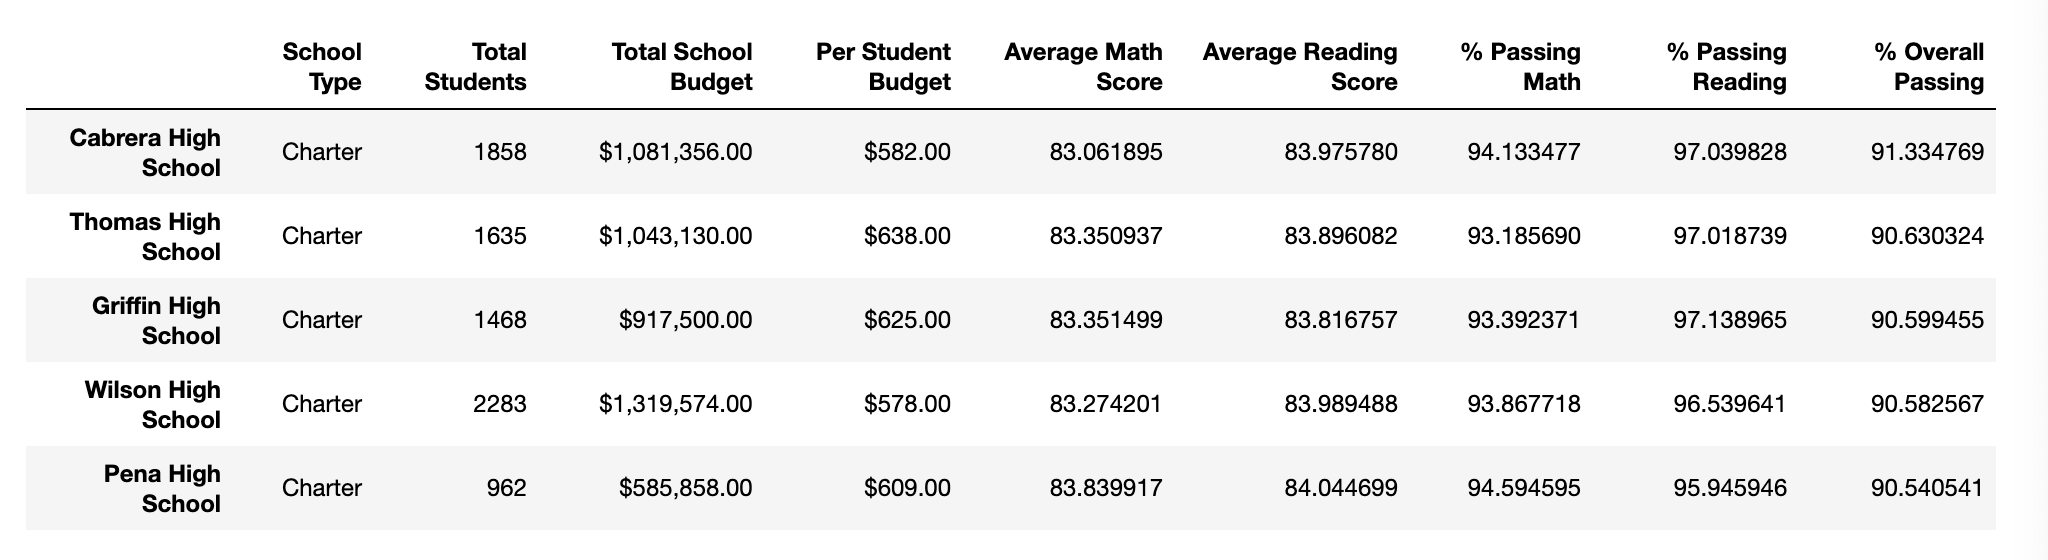 School Type Total Students Total School Budget Per Student Budget Average Math Score Average Reading Score % Passing Math % Passing Reading % Overall Passing
Cabrera High School Charter 1858 $1,081,356.00 $582.00 83.061895 83.975780 94.133477 97.039828 91.334769
Thomas High School Charter 1635 $1,043,130.00 $638.00 83.350937 83.896082 93.185690 97.018739 90.630324
Griffin High School Charter 1468 $917,500.00 $625.00 83.351499 83.816757 93.392371 97.138965 90.599455
Wilson High School Charter 2283 $1,319,574.00 $578.00 83.274201 83.989488 93.867718 96.539641 90.582567
Pena High School Charter 962 $585,858.00 $609.00 83.839917 84.044699 94.594595 95.945946 90.540541